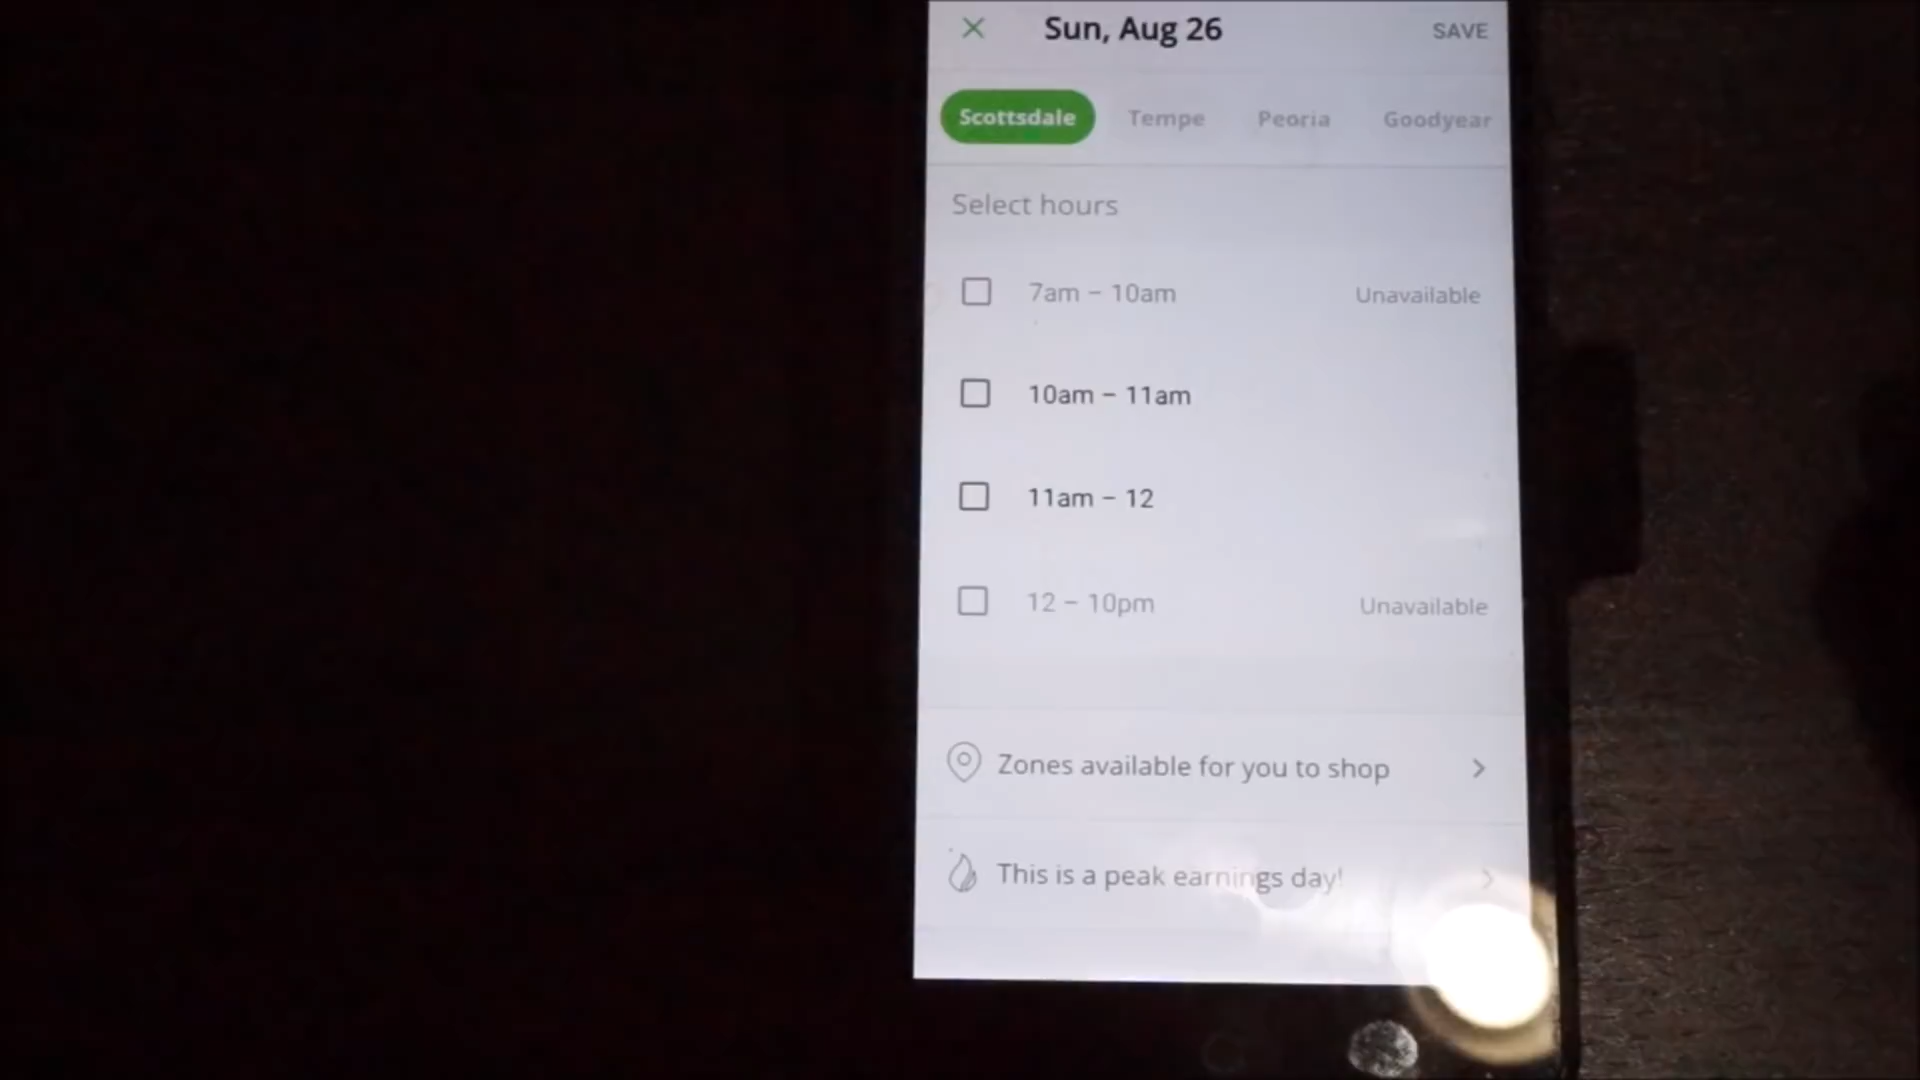 Sun, Aug 26 SAVE
Scottsdale Tempe Peoria Goodyear
Select hours
7am – 10am Unavailable
10am – 11am
11am – 12
12 – 10pm Unavailable
Zones available for you to shop
This is a peak earnings day!